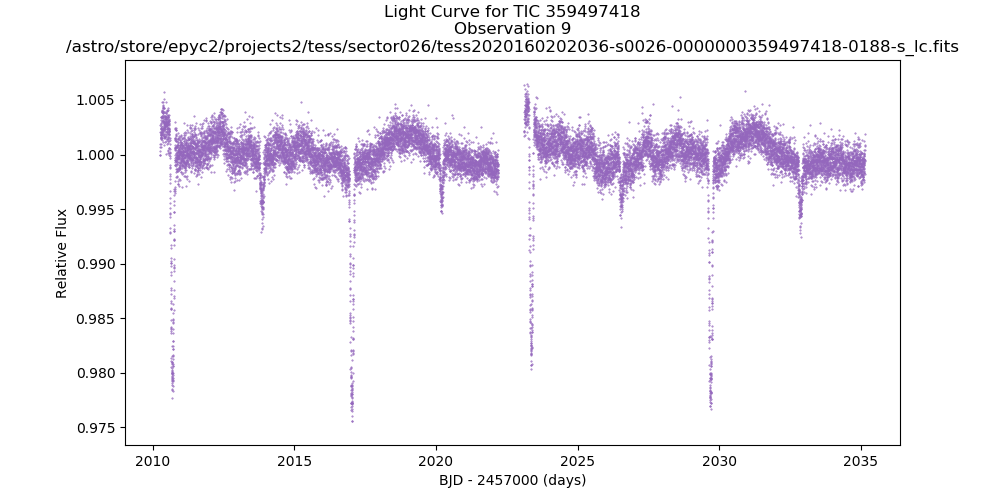 Light Curve for TIC 359497418
Observation 9
/astro/store/epyc2/projects2/tess/sector026/tess2020160202036-s0026-0000000359497418-0188-s_lc.fits
1.005
1.000
0.995
0.990
0.985
0.980
0.975
Relative Flux
2010
2015
2020
2025
2030
2035
BJD - 2457000 (days)